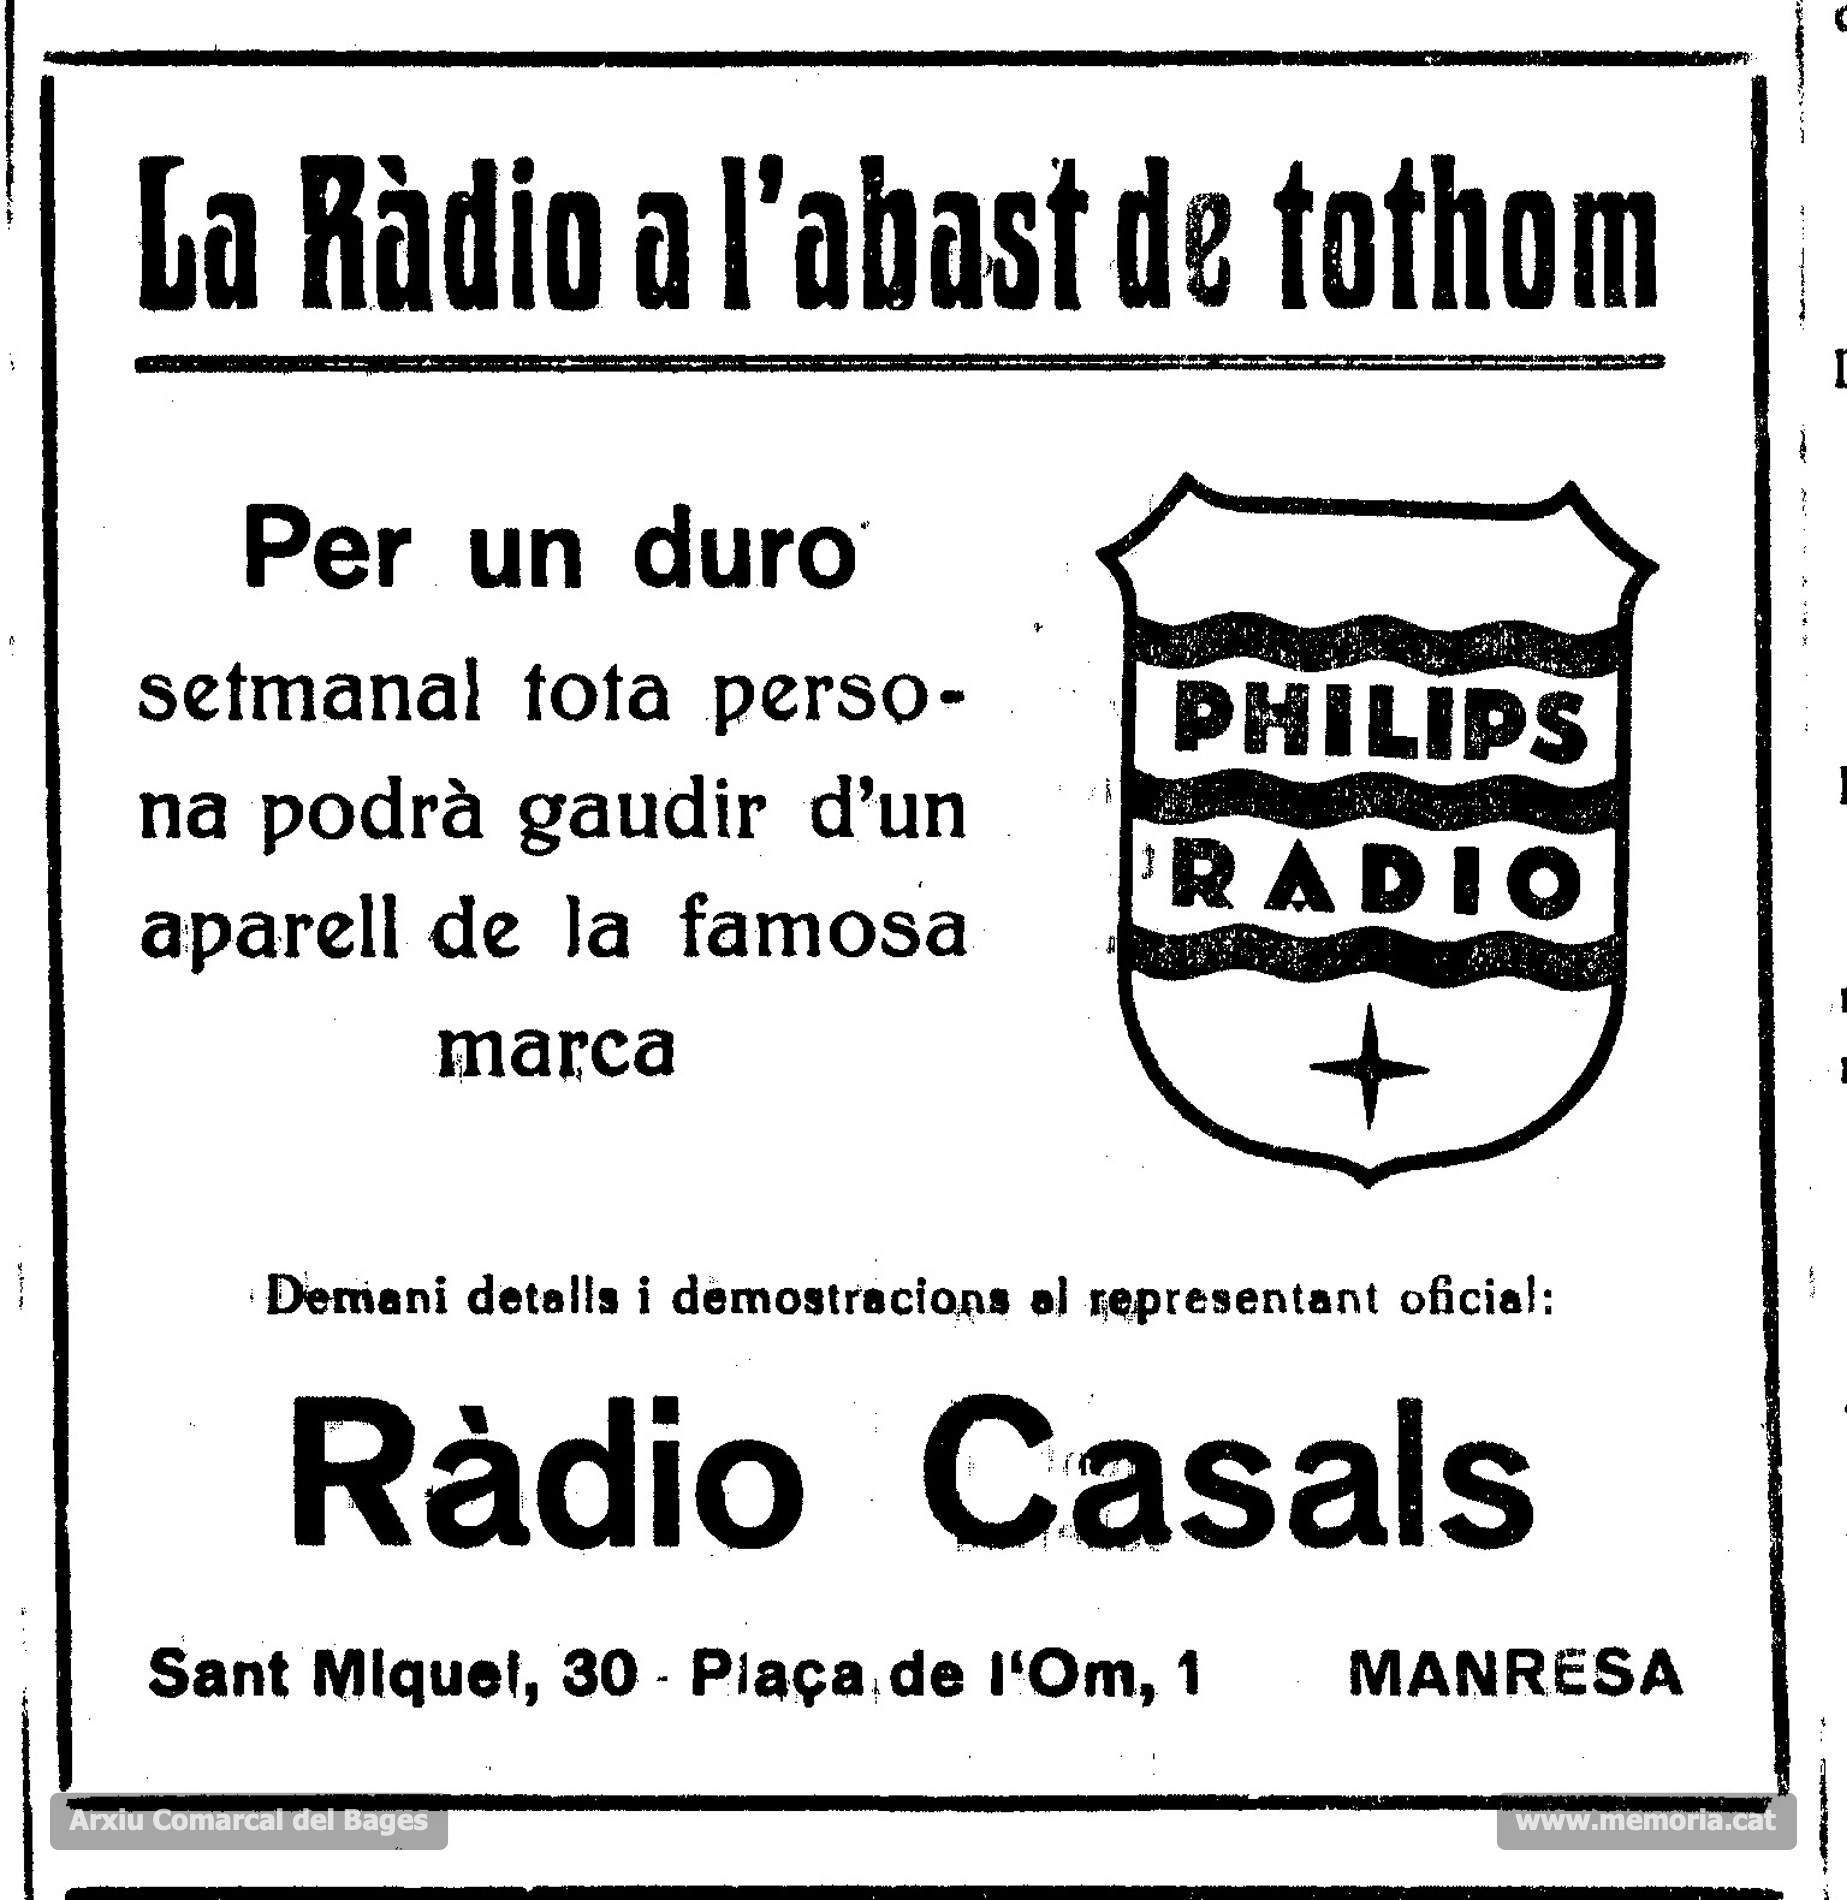 La Ràdio a l'abast de tothom
Per un duro
setmanal tota perso-
na podrà gaudir d'un
aparell de la famosa
marca
PHILIPS
RADIO
Demani detalls i demostracions al representant oficial:
Ràdio Casals
Sant Miquel, 30 - Plaça de l'Om, 1 MANRESA
Arxiu Comarcal del Bages
www.memoria.cat